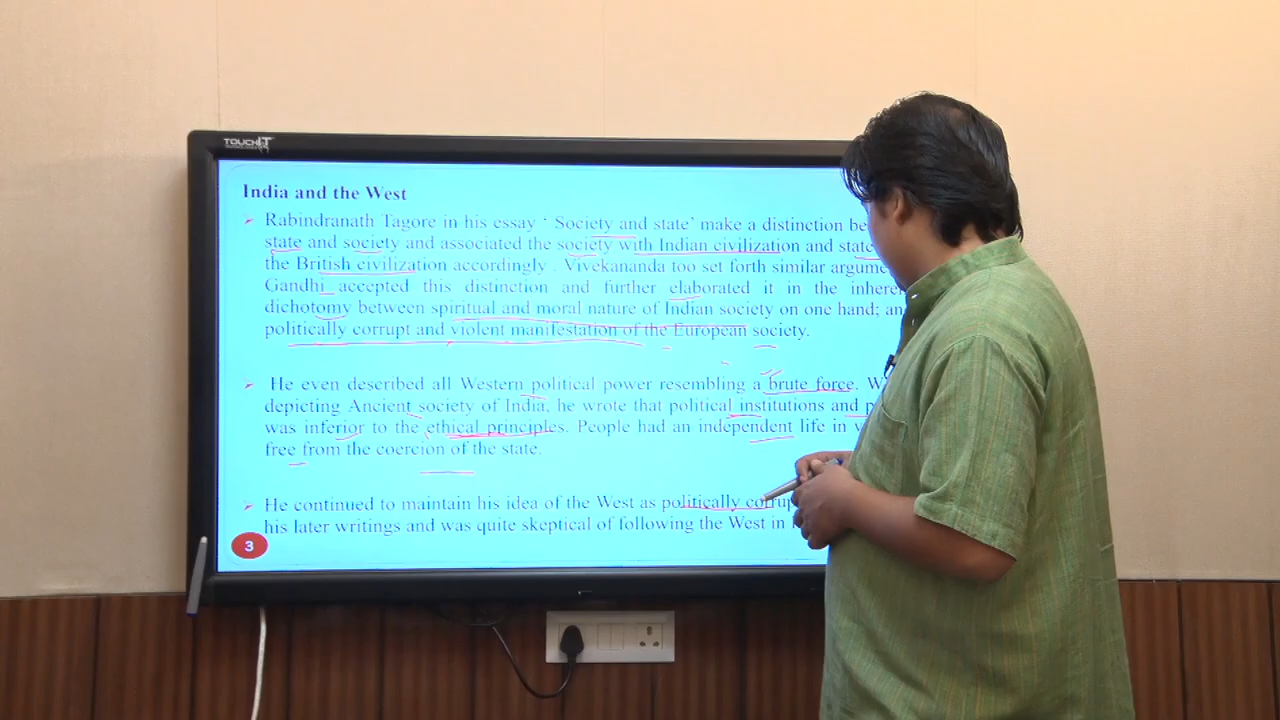 TOUCHIT
India and the West
➢ Rabindranath Tagore in his essay ‘ Society and state’ make a distinction
state and society and associated the society with Indian civilization and state
the British civilization accordingly . Vivekananda too set forth similar
Gandhi accepted this distinction and further elaborated it in the
dichotomy between spiritual and moral nature of Indian society on one hand;
politically corrupt and violent manifestation of the European society.
➢ He even described all Western political power resembling a brute force.
depicting Ancient society of India, he wrote that political institutions and
was inferior to the ethical principles. People had an independent life in
free from the coercion of the state.
➢ He continued to maintain his idea of the West as politically
his later writings and was quite skeptical of following the West in
3